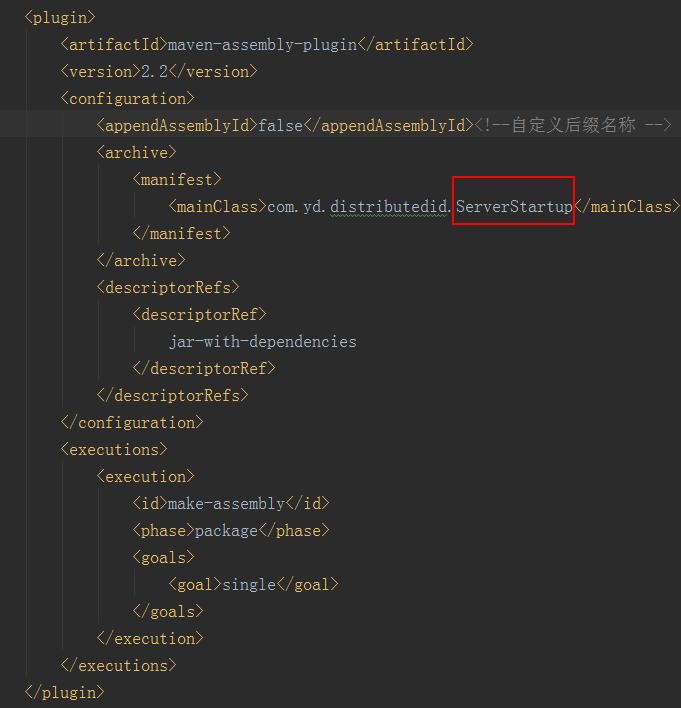 <plugin>
<artifactId>maven-assembly-plugin</artifactId>
<version>2.2</version>
<configuration>
<appendAssemblyId>false</appendAssemblyId><!--自定义后缀名称 -->
<archive>
<manifest>
<mainClass>com.yd.distributedid.ServerStartup</mainClass>
</manifest>
</archive>
<descriptorRefs>
<descriptorRef>
jar-with-dependencies
</descriptorRef>
</descriptorRefs>
</configuration>
<executions>
<execution>
<id>make-assembly</id>
<phase>package</phase>
<goals>
<goal>single</goal>
</goals>
</execution>
</executions>
</plugin>